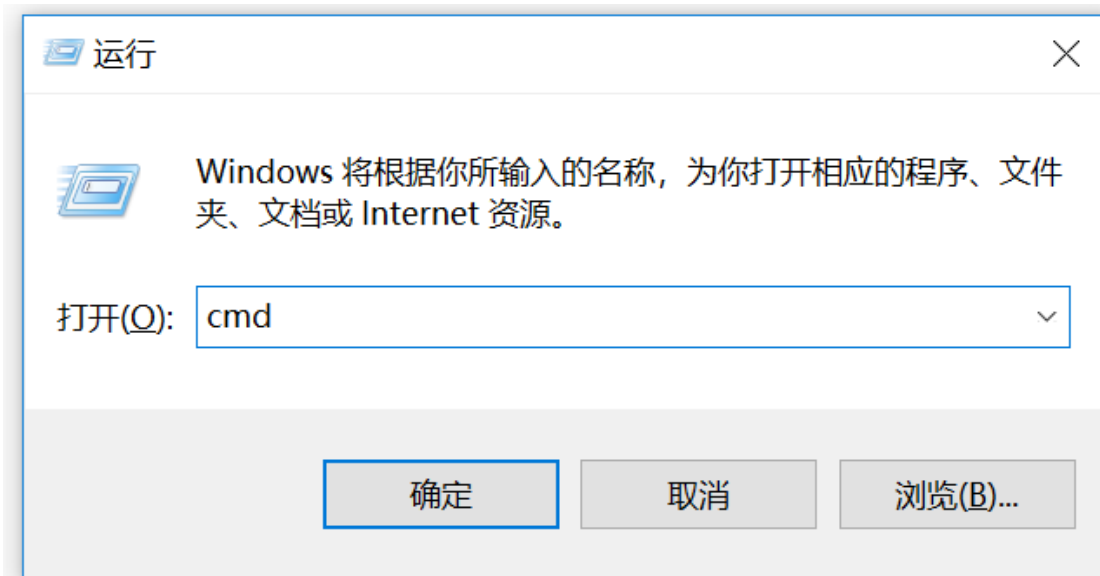 运行
Windows 将根据你所输入的名称，为你打开相应的程序、文件
夹、文档或 Internet 资源。
打开(O): cmd
确定 取消 浏览(B)...